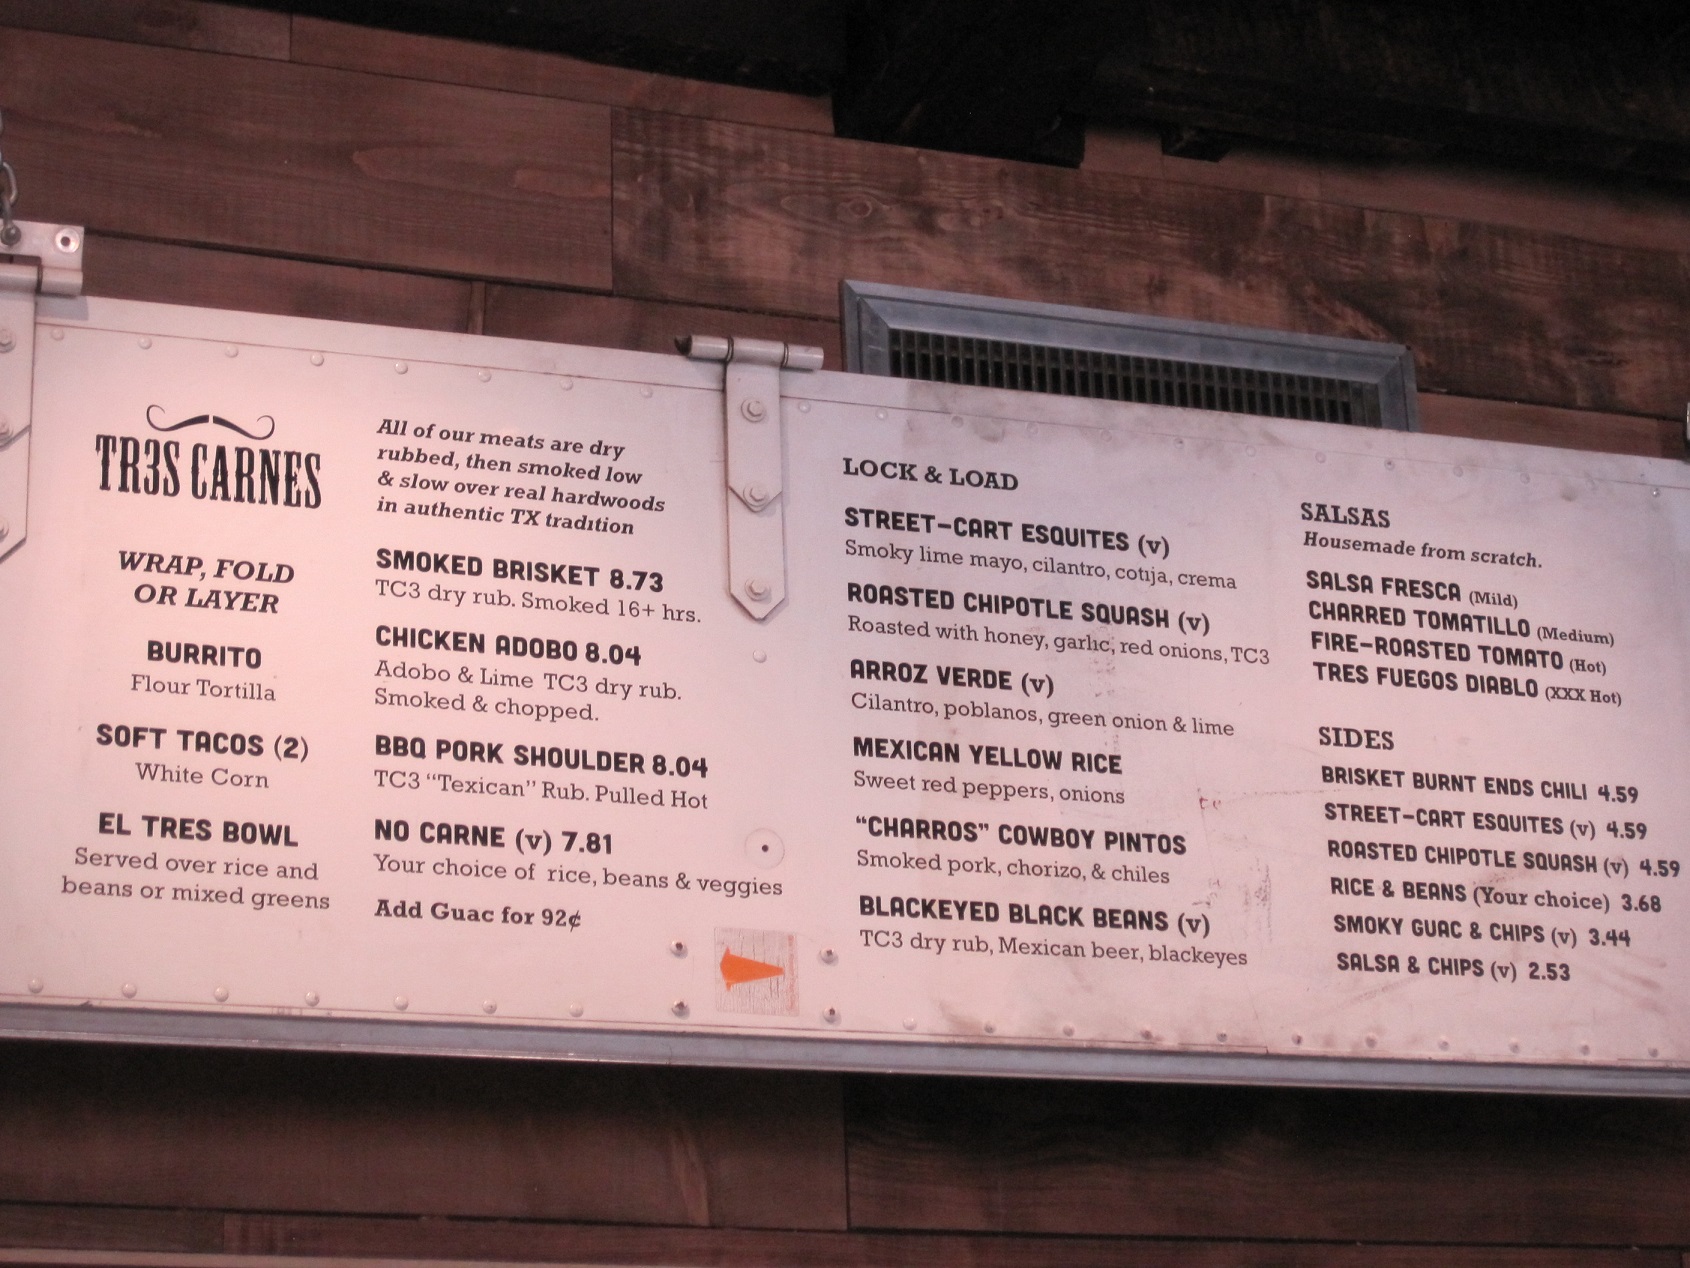 TR3S CARNES
WRAP, FOLD
OR LAYER
BURRITO
Flour Tortilla
SOFT TACOS (2)
White Corn
EL TRES BOWL
Served over rice and
beans or mixed greens
All of our meats are dry
rubbed, then smoked low
& slow over real hardwoods
in authentic TX tradition
SMOKED BRISKET 8.73
TC3 dry rub. Smoked 16+ hrs.
CHICKEN ADOBO 8.04
Adobo & Lime TC3 dry rub.
Smoked & chopped.
BBQ PORK SHOULDER 8.04
TC3 “Texican” Rub. Pulled Hot
NO CARNE (v) 7.81
Your choice of rice, beans & veggies
Add Guac for 92¢
LOCK & LOAD
STREET-CART ESQUITES (v)
Smoky lime mayo, cilantro, cotija, crema
ROASTED CHIPOTLE SQUASH (v)
Roasted with honey, garlic, red onions, TC3
ARROZ VERDE (v)
Cilantro, poblanos, green onion & lime
MEXICAN YELLOW RICE
Sweet red peppers, onions
“CHARROS” COWBOY PINTOS
Smoked pork, chorizo, & chiles
BLACKEYED BLACK BEANS (v)
TC3 dry rub, Mexican beer, blackeyes
SALSAS
Housemade from scratch.
SALSA FRESCA (Mild)
CHARRED TOMATILLO (Medium)
FIRE-ROASTED TOMATO (Hot)
TRES FUEGOS DIABLO (XXX Hot)
SIDES
BRISKET BURNT ENDS CHILI 4.59
STREET-CART ESQUITES (v) 4.59
ROASTED CHIPOTLE SQUASH (v) 4.59
RICE & BEANS (Your choice) 3.68
SMOKY GUAC & CHIPS (v) 3.44
SALSA & CHIPS (v) 2.53